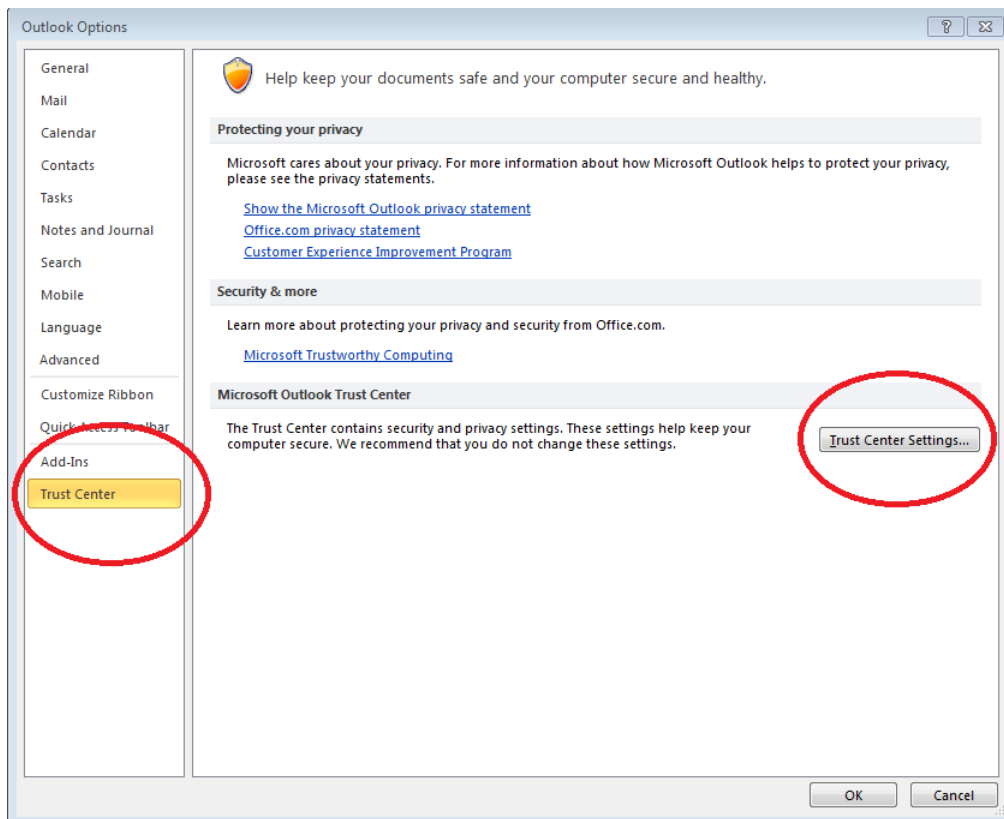 Outlook Options
General
Mail
Calendar
Contacts
Tasks
Notes and Journal
Search
Mobile
Language
Advanced
Customize Ribbon
Quick Access Toolbar
Add-Ins
Trust Center
Help keep your documents safe and your computer secure and healthy.
Protecting your privacy
Microsoft cares about your privacy. For more information about how Microsoft Outlook helps to protect your privacy,
please see the privacy statements.
Show the Microsoft Outlook privacy statement
Office.com privacy statement
Customer Experience Improvement Program
Security & more
Learn more about protecting your privacy and security from Office.com.
Microsoft Trustworthy Computing
Microsoft Outlook Trust Center
The Trust Center contains security and privacy settings. These settings help keep your
computer secure. We recommend that you do not change these settings.
Trust Center Settings...
OK
Cancel